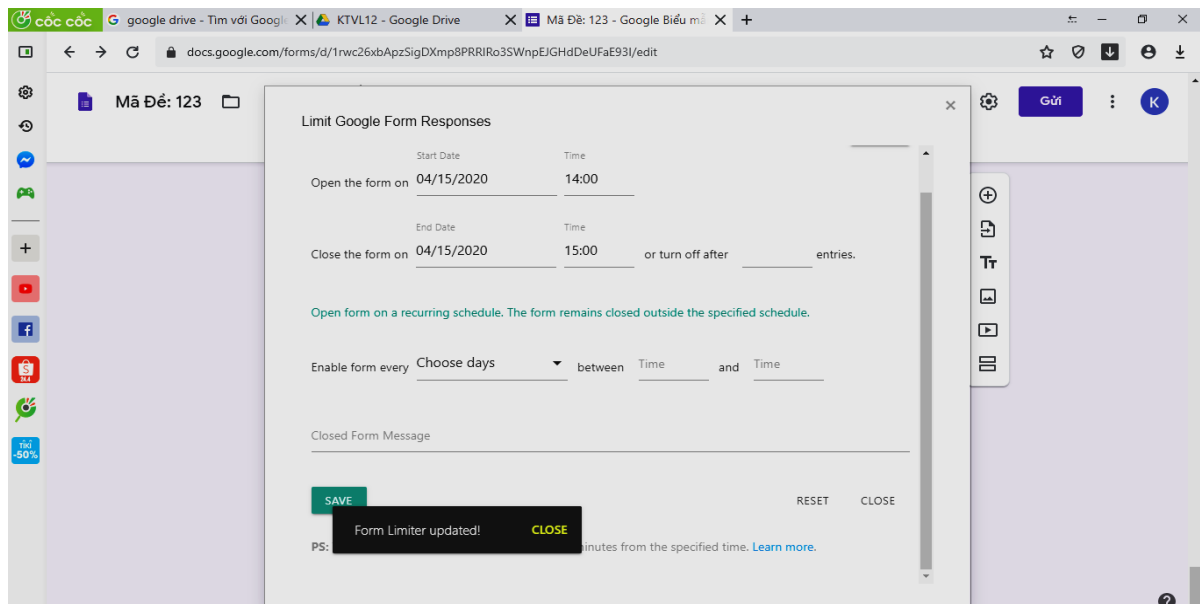 cốc cốc
google drive - Tìm với Googl
KTVL12 - Google Drive
Mã Đề: 123 - Google Biểu mẫ
docs.google.com/forms/d/1rwc26xbApzSigDXmp8PRRIRo3SWnpEJGHdDeUFaE93I/edit
Mã Đề: 123
Gửi
K
Limit Google Form Responses
Start Date Time
Open the form on 04/15/2020 14:00
End Date Time
Close the form on 04/15/2020 15:00 or turn off after entries.
Open form on a recurring schedule. The form remains closed outside the specified schedule.
Enable form every Choose days between Time and Time
Closed Form Message
SAVE RESET CLOSE
Form Limiter updated! CLOSE
PS: inutes from the specified time. Learn more.
TIKI
-50%